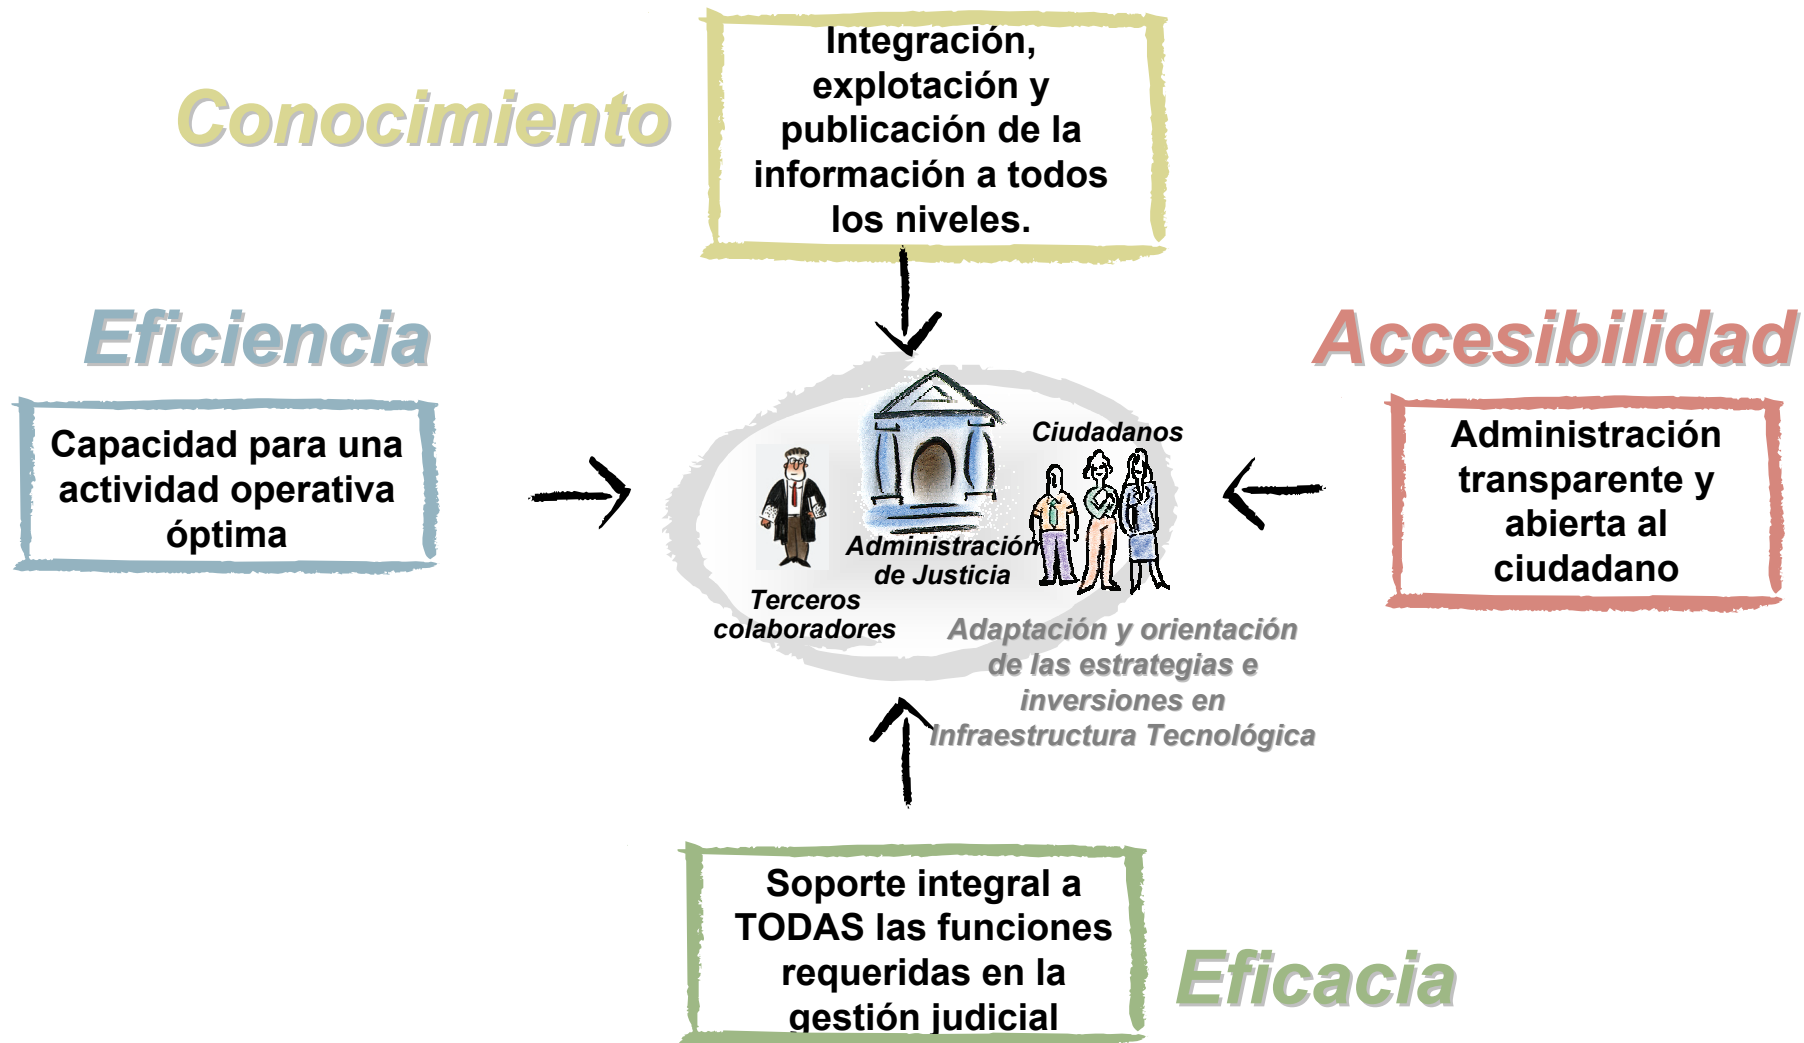 Conocimiento
Integración,
explotación y
publicación de la
información a todos
los niveles.
Eficiencia
Capacidad para una
actividad operativa
óptima
Accesibilidad
Administración
transparente y
abierta al
ciudadano
Ciudadanos
Administración
de Justicia
Terceros
colaboradores
Adaptación y orientación
de las estrategias e
inversiones en
Infraestructura Tecnológica
Soporte integral a
TODAS las funciones
requeridas en la
gestión judicial
Eficacia